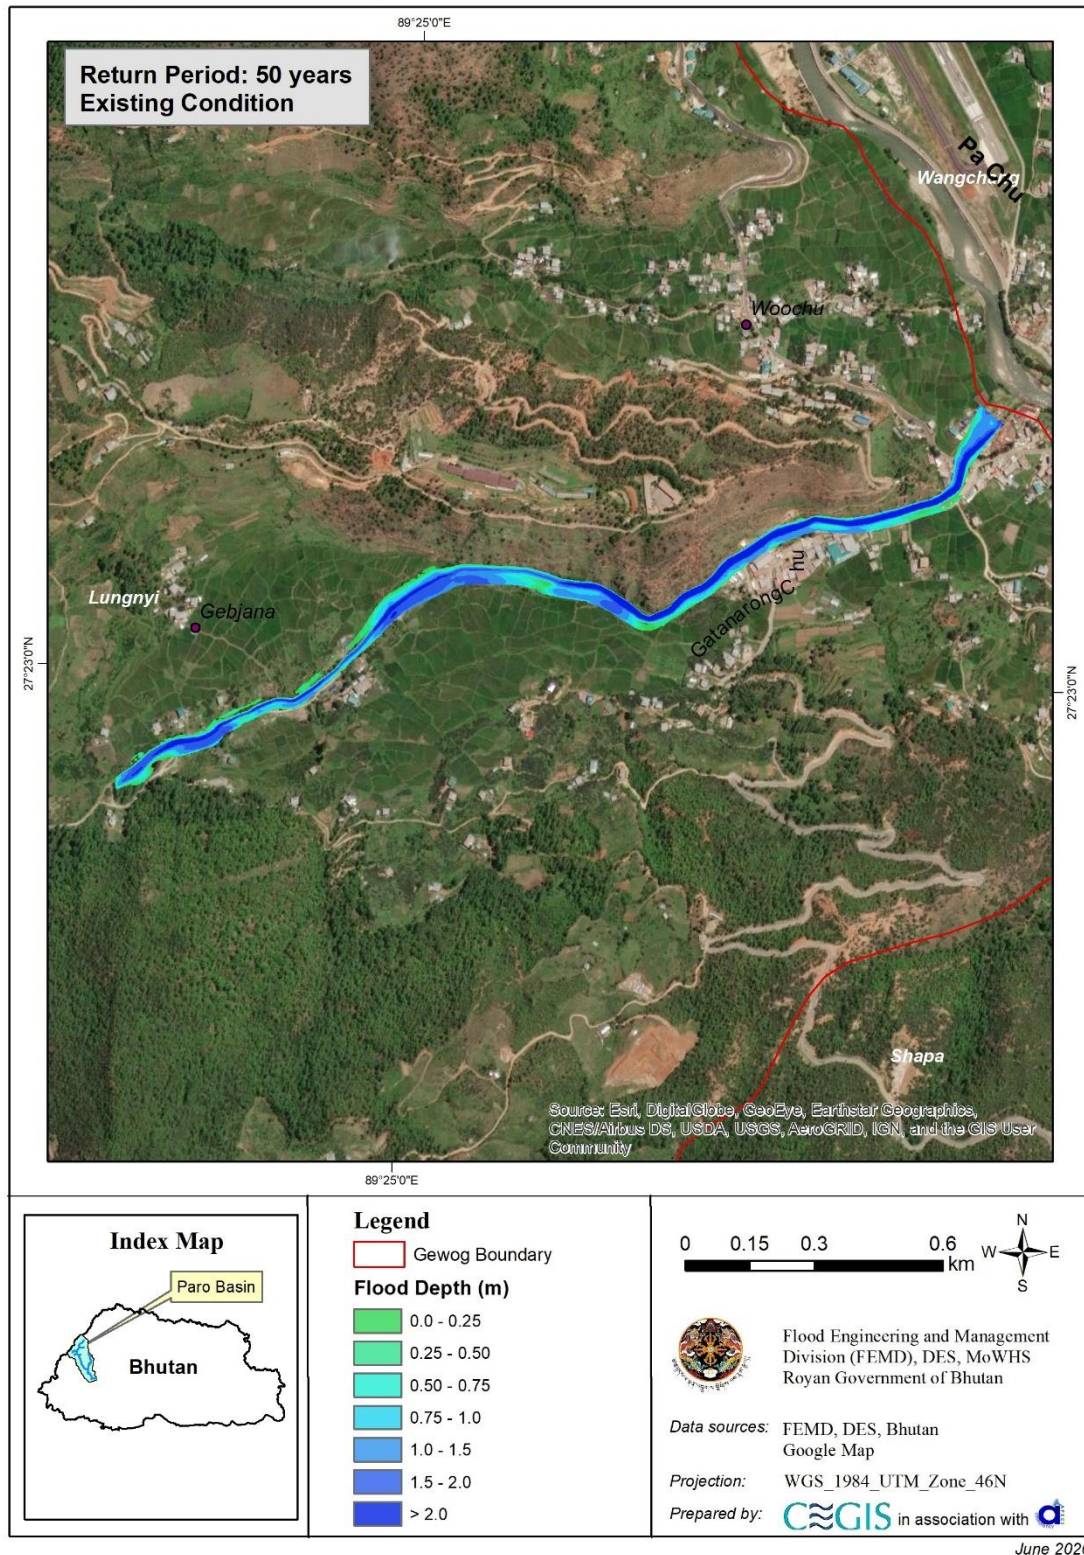 89°25'0"E
Return Period: 50 years
Existing Condition
Pa Chu
Wangchang
Woochu
Lungnyi
Gebjana
GatanarongC hu
27°23'0"N
27°23'0"N
Shapa
Source: Esri, DigitalGlobe, GeoEye, Earthstar Geographics,
CNES/Airbus DS, USDA, USGS, AeroGRID, IGN, and the GIS User
Community
89°25'0"E
Index Map
Paro Basin
Bhutan
Legend
Gewog Boundary
Flood Depth (m)
0.0 - 0.25
0.25 - 0.50
0.50 - 0.75
0.75 - 1.0
1.0 - 1.5
1.5 - 2.0
> 2.0
0 0.15 0.3 0.6
km
N
W E
S
Flood Engineering and Management
Division (FEMD), DES, MoWHS
Royan Government of Bhutan
Data sources: FEMD, DES, Bhutan
Google Map
Projection: WGS_1984_UTM_Zone_46N
Prepared by: CEGIS in association with